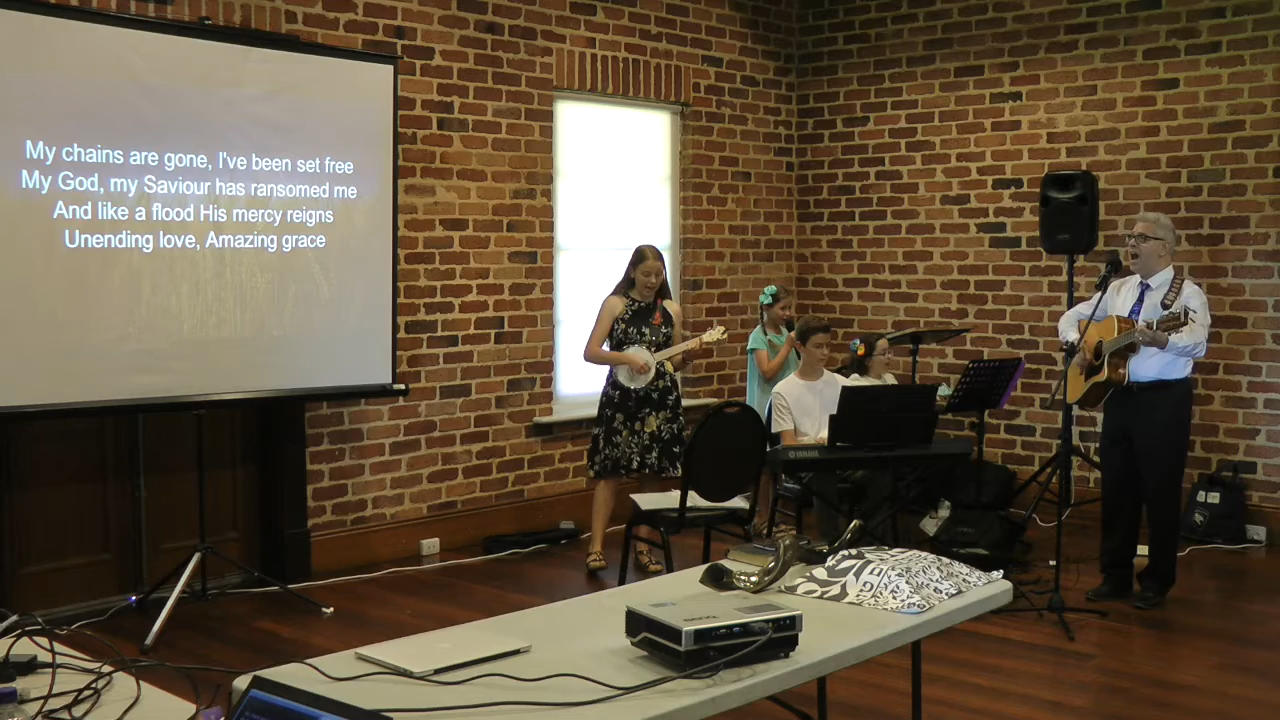 My chains are gone, I've been set free
My God, my Saviour has ransomed me
And like a flood His mercy reigns
Unending love, Amazing grace
YAMAHA
BenQ